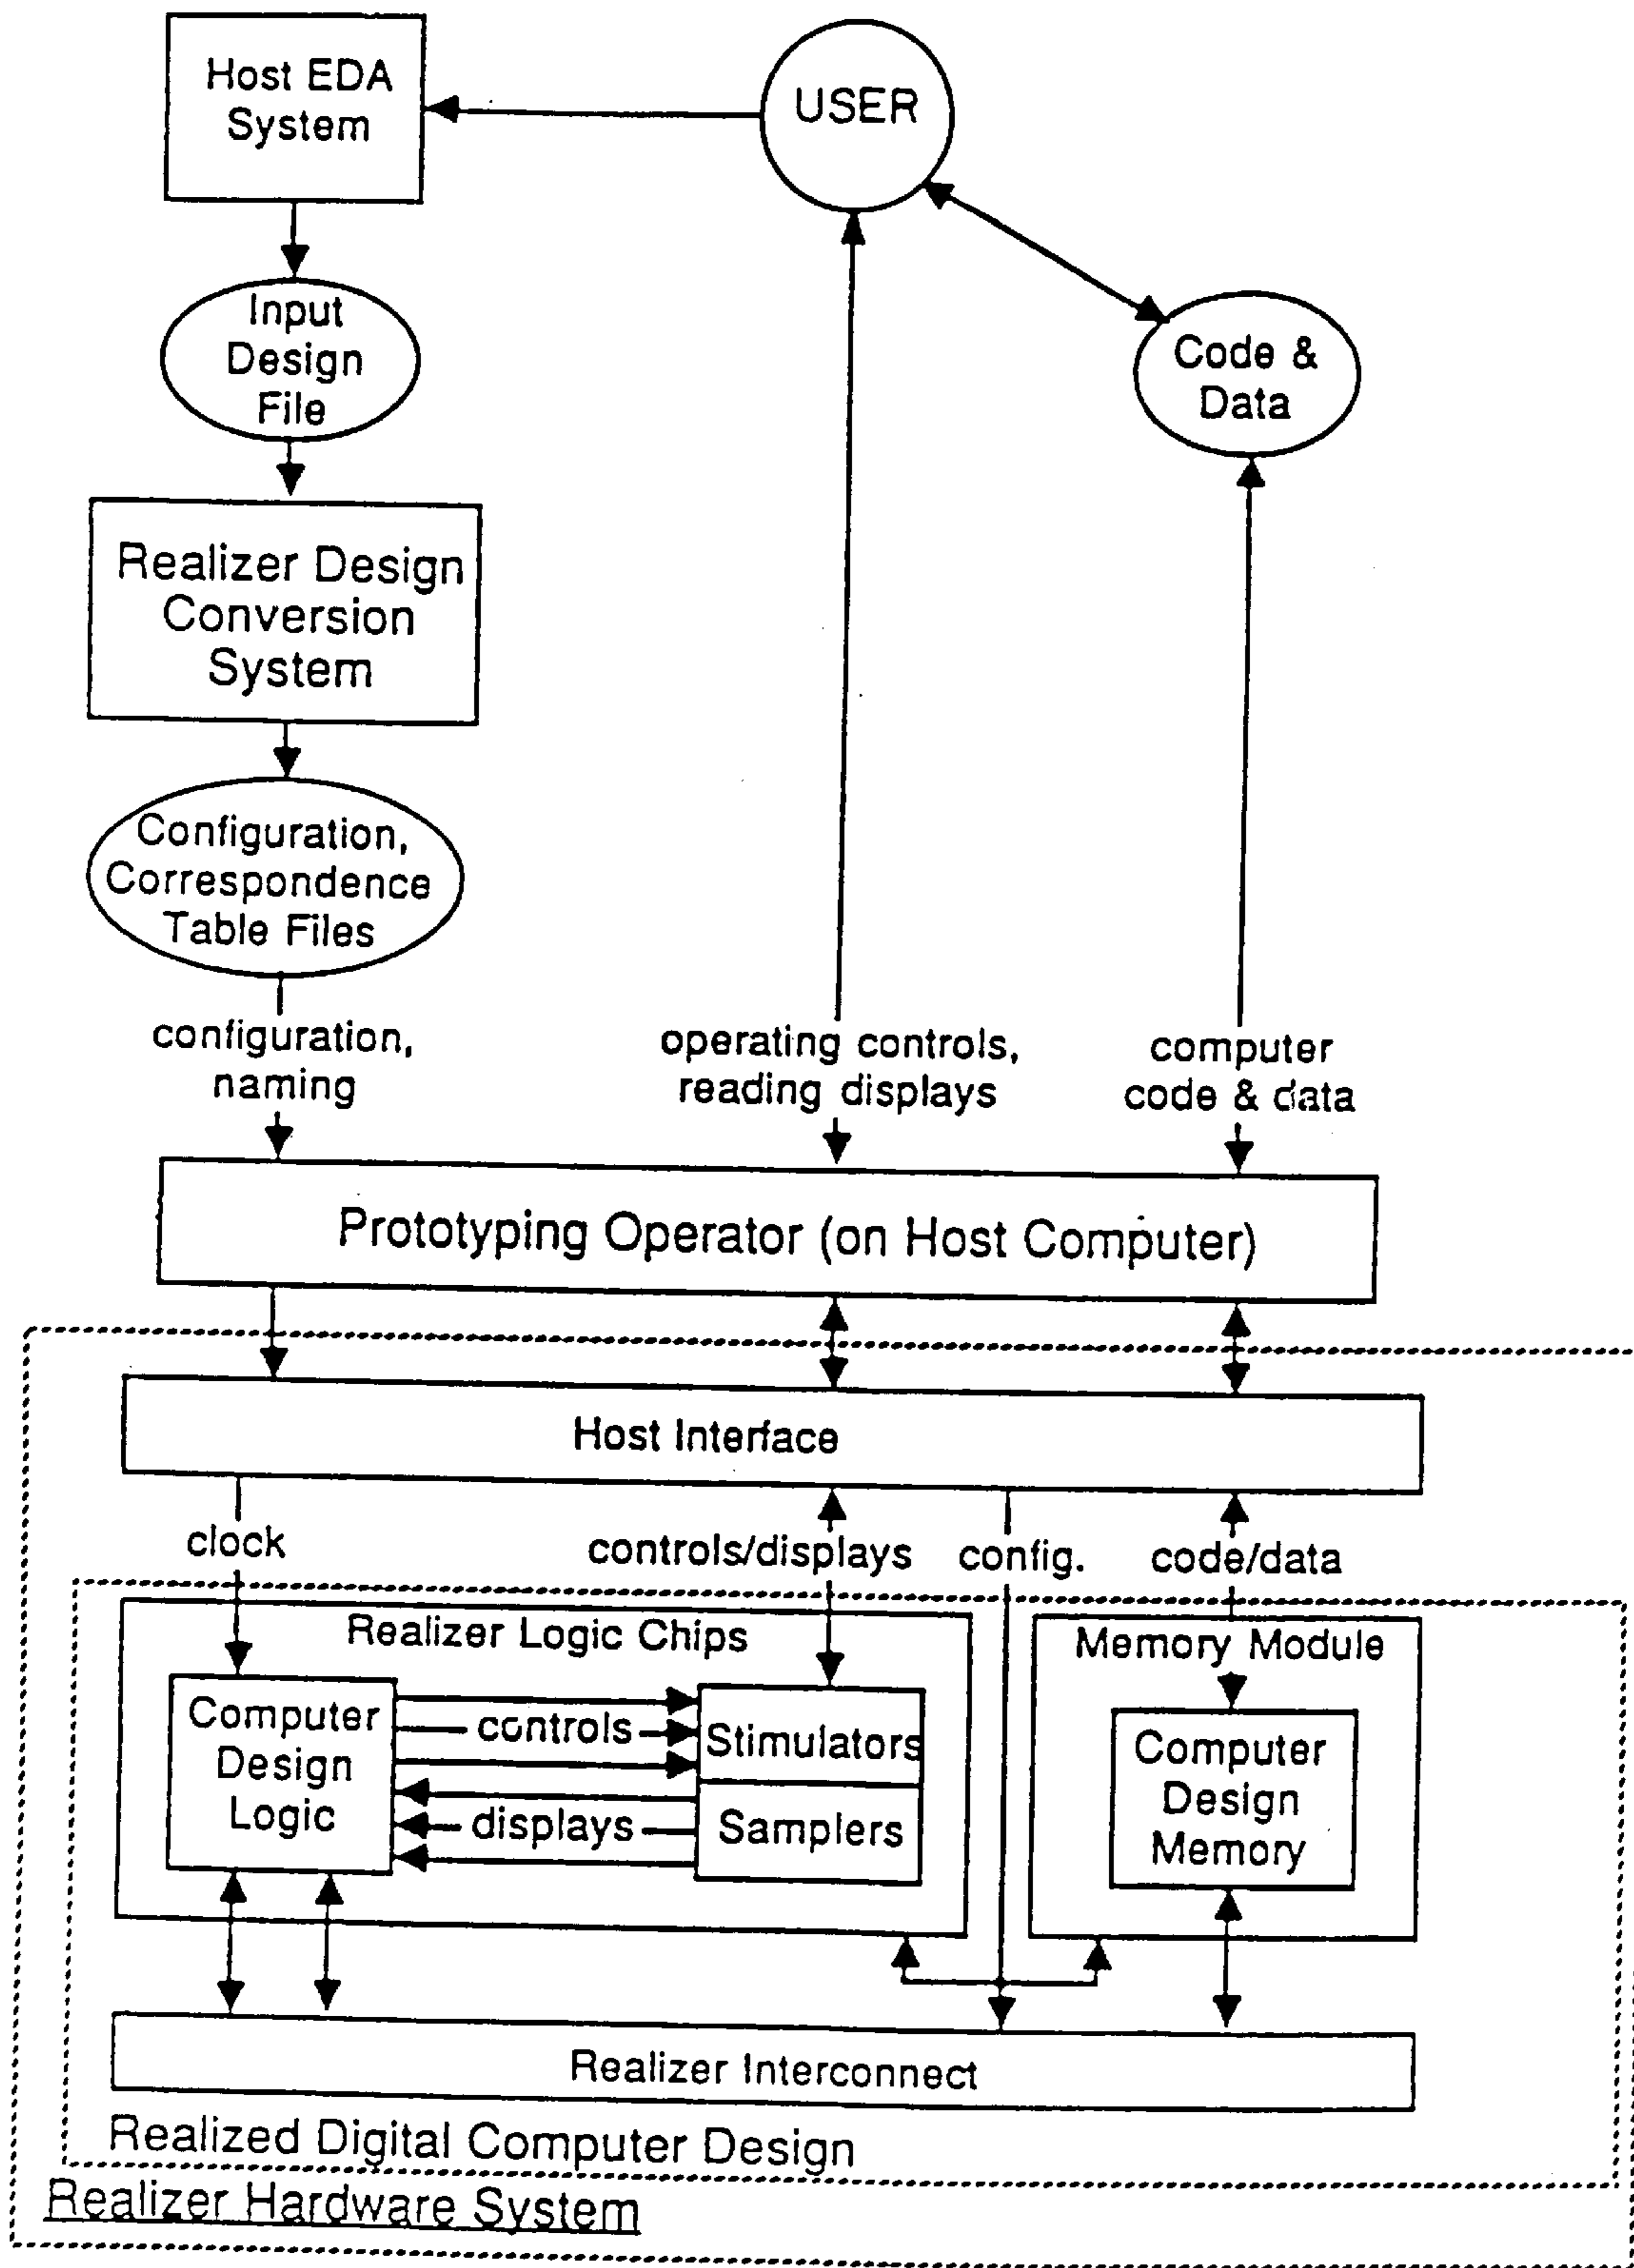 Host EDA
System
USER
Input
Design
File
Code &
Data
Realizer Design
Conversion
System
Configuration,
Correspondence
Table Files
configuration,
naming
operating controls,
reading displays
computer
code & data
Prototyping Operator (on Host Computer)
Host Interface
clock
controls/displays
config.
code/data
Realizer Logic Chips
Memory Module
Computer
Design
Logic
controls
Stimulators
displays
Samplers
Computer
Design
Memory
Realizer Interconnect
Realized Digital Computer Design
Realizer Hardware System